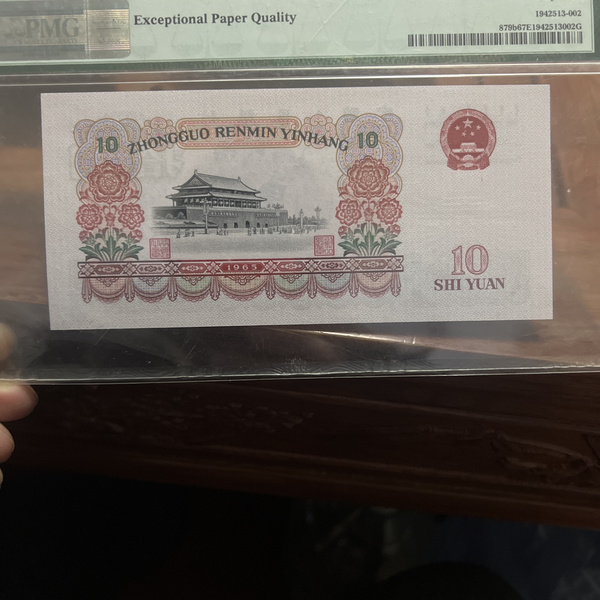 PMG
Exceptional Paper Quality
1942513-002
879b67E1942513002G
10 ZHONGGUO RENMIN YINHANG 10
1965
10
SHI YUAN